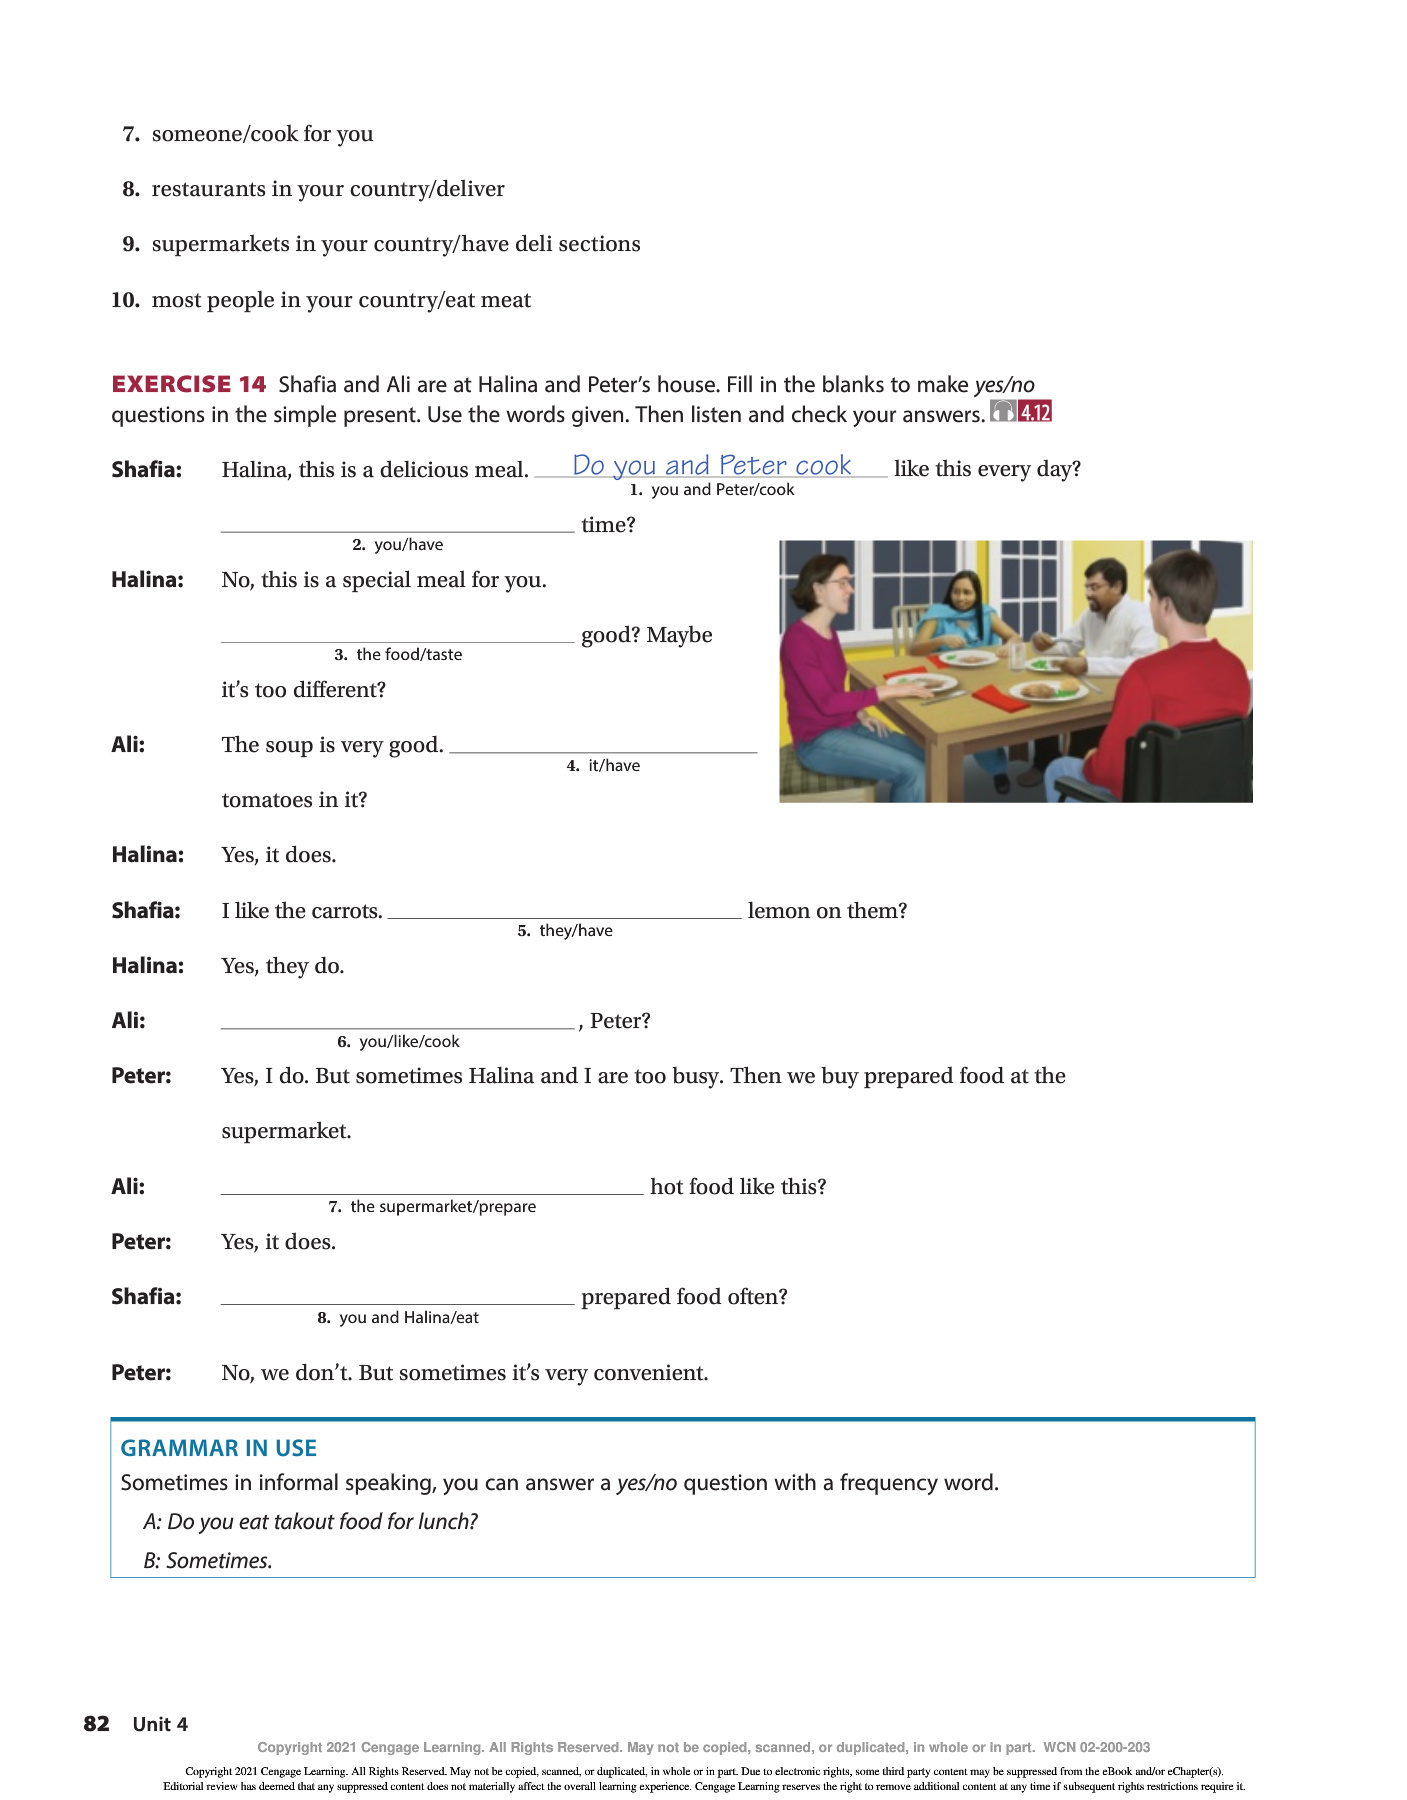 7. someone/cook for you
8. restaurants in your country/deliver
9. supermarkets in your country/have deli sections
10. most people in your country/eat meat
EXERCISE 14 Shafia and Ali are at Halina and Peter's house. Fill in the blanks to make yes/no
questions in the simple present. Use the words given. Then listen and check your answers. 4.12
Shafia: Halina, this is a delicious meal. Do you and Peter cook like this every day?
1. you and Peter/cook
time?
2. you/have
Halina: No, this is a special meal for you.
good? Maybe
3. the food/taste
it's too different?
Ali: The soup is very good.
4. it/have
tomatoes in it?
Halina: Yes, it does.
Shafia: I like the carrots. lemon on them?
5. they/have
Halina: Yes, they do.
Ali: , Peter?
6. you/like/cook
Peter: Yes, I do. But sometimes Halina and I are too busy. Then we buy prepared food at the
supermarket.
Ali: hot food like this?
7. the supermarket/prepare
Peter: Yes, it does.
Shafia: prepared food often?
8. you and Halina/eat
Peter: No, we don't. But sometimes it's very convenient.
GRAMMAR IN USE
Sometimes in informal speaking, you can answer a yes/no question with a frequency word.
A: Do you eat takout food for lunch?
B: Sometimes.
82 Unit 4
Copyright 2021 Cengage Learning. All Rights Reserved. May not be copied, scanned, or duplicated, in whole or in part. WCN 02-200-203
Copyright 2021 Cengage Learning. All Rights Reserved. May not be copied, scanned, or duplicated, in whole or in part. Due to electronic rights, some third party content may be suppressed from the eBook and/or eChapter(s).
Editorial review has deemed that any suppressed content does not materially affect the overall learning experience. Cengage Learning reserves the right to remove additional content at any time if subsequent rights restrictions require it.